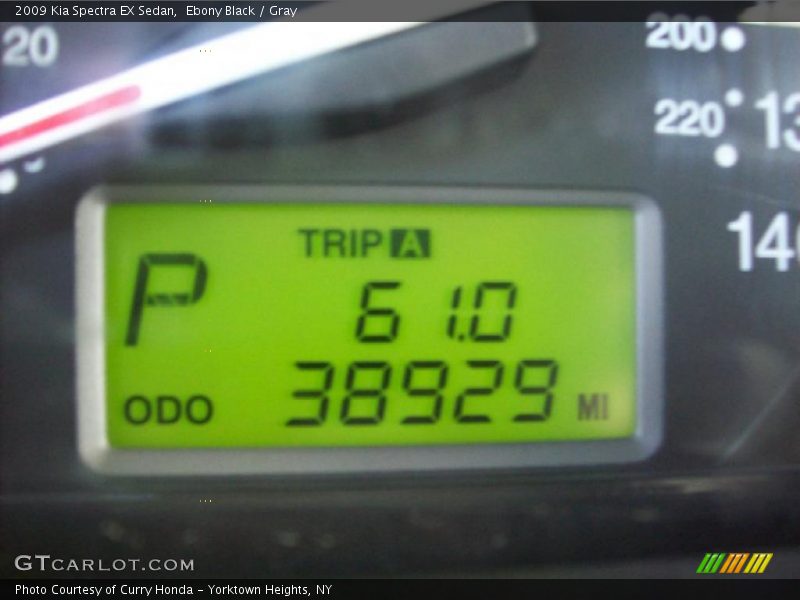 2009 Kia Spectra EX Sedan,  Ebony Black / Gray
20
200
220
13
140
TRIP A
P
61.0
38929
ODO
MI
GTCARLOT.COM
Photo Courtesy of Curry Honda - Yorktown Heights, NY